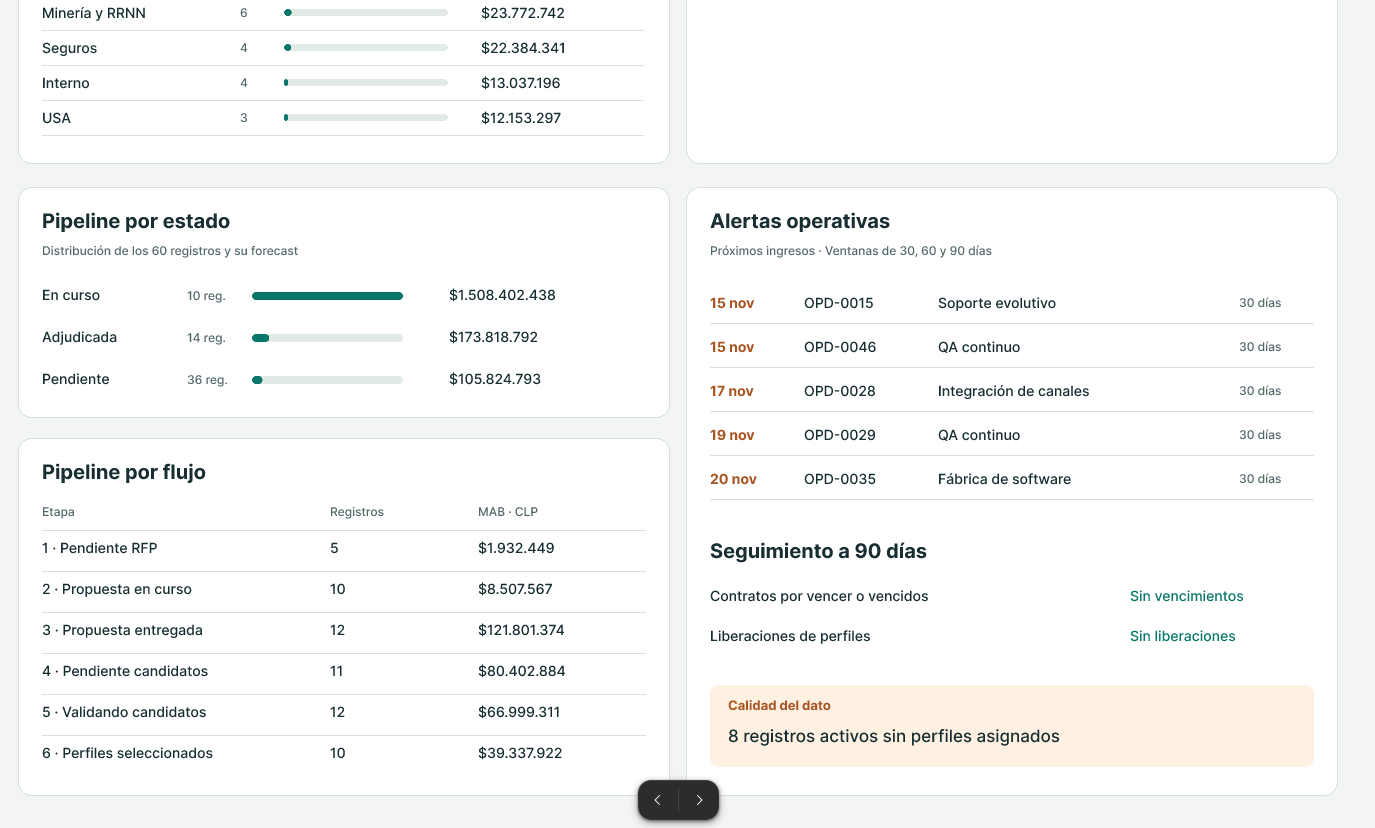 Minería y RRNN 6 $23.772.742
Seguros 4 $22.384.341
Interno 4 $13.037.196
USA 3 $12.153.297
Pipeline por estado
Distribución de los 60 registros y su forecast
En curso 10 reg. $1.508.402.438
Adjudicada 14 reg. $173.818.792
Pendiente 36 reg. $105.824.793
Pipeline por flujo
Etapa Registros MAB · CLP
1 · Pendiente RFP 5 $1.932.449
2 · Propuesta en curso 10 $8.507.567
3 · Propuesta entregada 12 $121.801.374
4 · Pendiente candidatos 11 $80.402.884
5 · Validando candidatos 12 $66.999.311
6 · Perfiles seleccionados 10 $39.337.922
Alertas operativas
Próximos ingresos · Ventanas de 30, 60 y 90 días
15 nov OPD-0015 Soporte evolutivo 30 días
15 nov OPD-0046 QA continuo 30 días
17 nov OPD-0028 Integración de canales 30 días
19 nov OPD-0029 QA continuo 30 días
20 nov OPD-0035 Fábrica de software 30 días
Seguimiento a 90 días
Contratos por vencer o vencidos Sin vencimientos
Liberaciones de perfiles Sin liberaciones
Calidad del dato
8 registros activos sin perfiles asignados